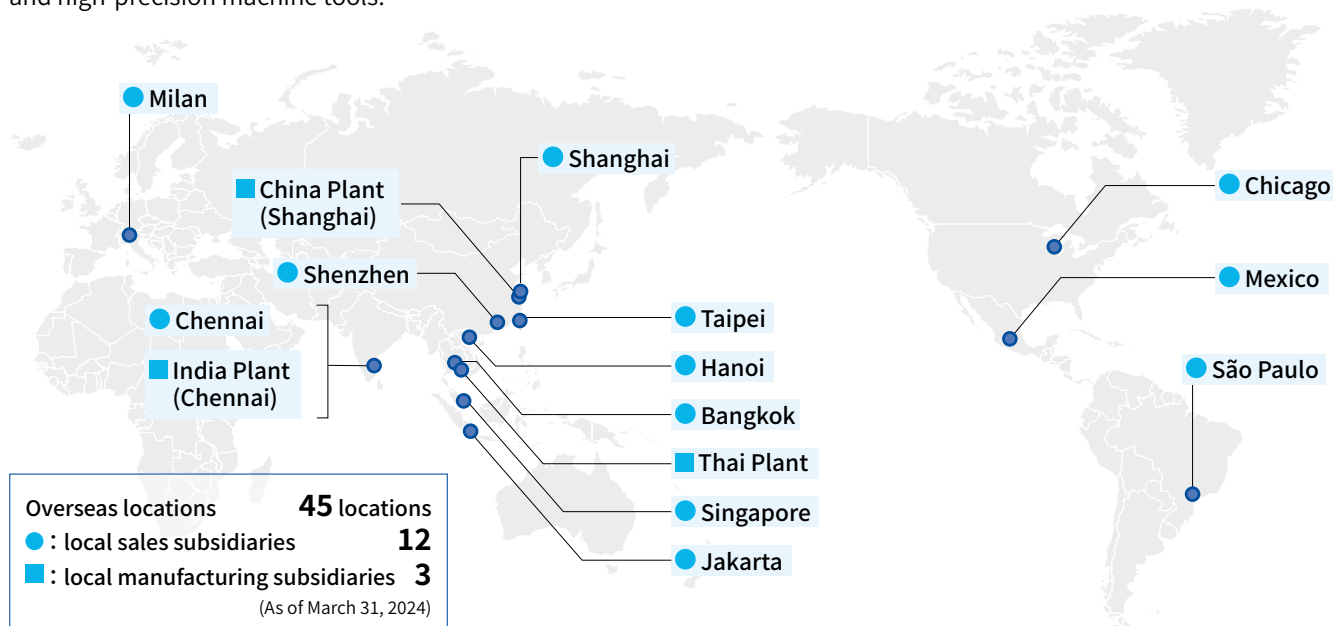 and high-precision machine tools.
Milan
Shanghai
China Plant
(Shanghai)
Chicago
Shenzhen
Mexico
Chennai
Taipei
India Plant
(Chennai)
Hanoi
São Paulo
Bangkok
Thai Plant
Singapore
Jakarta
Overseas locations 45 locations
: local sales subsidiaries 12
: local manufacturing subsidiaries 3
(As of March 31, 2024)